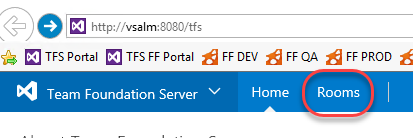 http://vsalm:8080/tfs
TFS Portal TFS FF Portal FF DEV FF QA FF PROD
Team Foundation Server Home Rooms